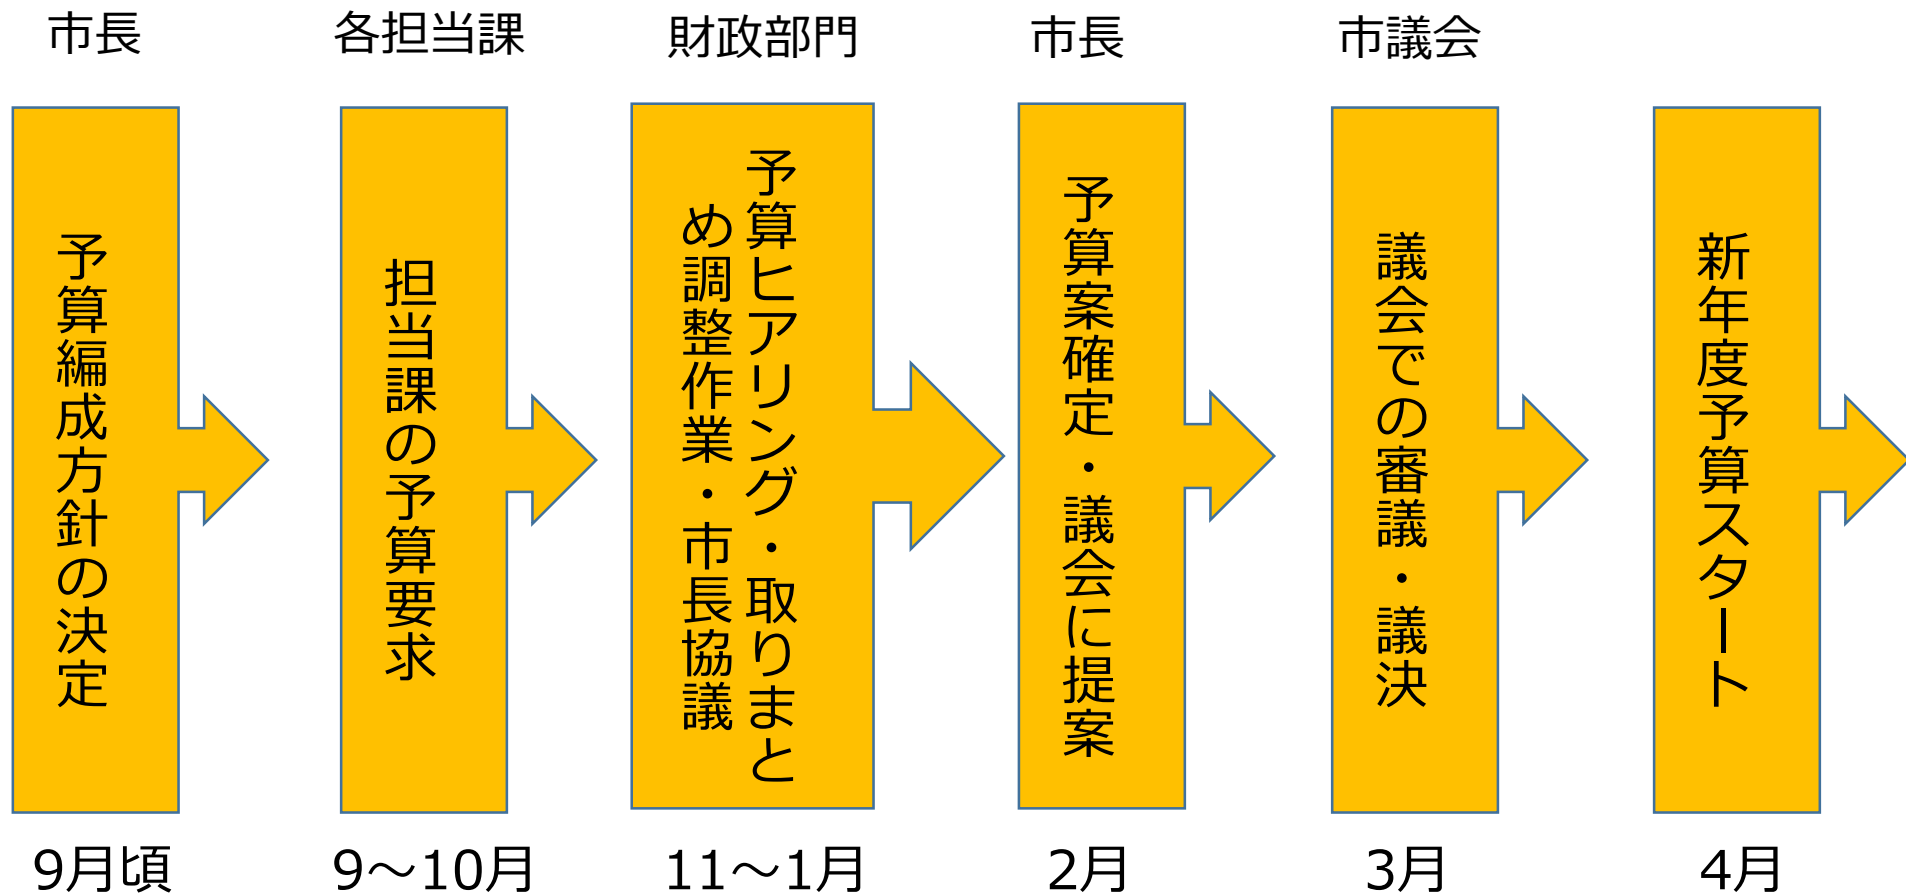 市長
各担当課
財政部門
市長
市議会
予算編成方針の決定
担当課の予算要求
予算ヒアリング・取りまと
め調整作業・市長協議
予算案確定・議会に提案
議会での審議・議決
新年度予算スタート
9月頃
9～10月
11～1月
2月
3月
4月